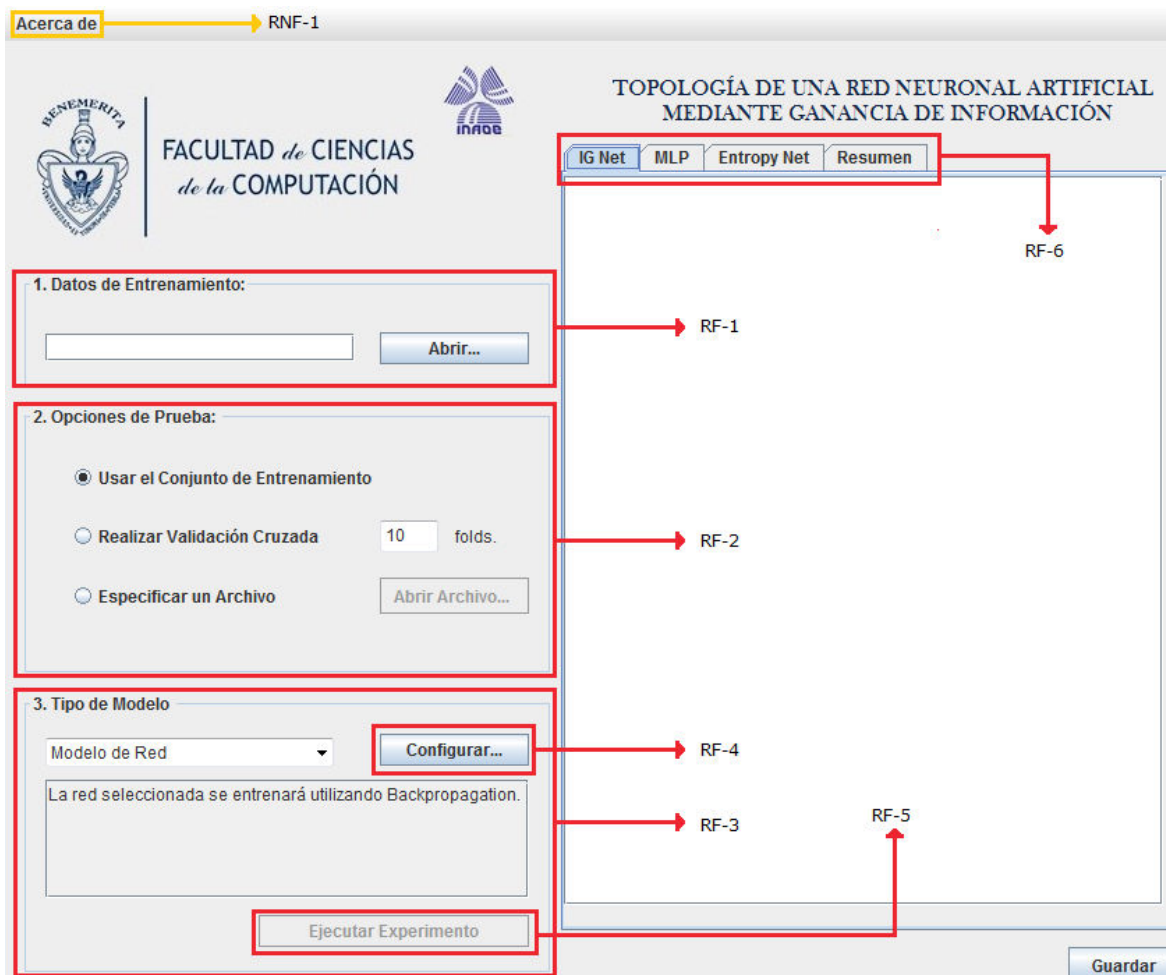 Acerca de
RNF-1
BENEMERITA
FACULTAD de CIENCIAS
de la COMPUTACIÓN
INAOE
TOPOLOGÍA DE UNA RED NEURONAL ARTIFICIAL
MEDIANTE GANANCIA DE INFORMACIÓN
IG Net MLP Entropy Net Resumen
RF-6
1. Datos de Entrenamiento:
Abrir...
RF-1
2. Opciones de Prueba:
Usar el Conjunto de Entrenamiento
Realizar Validación Cruzada 10 folds.
RF-2
Especificar un Archivo Abrir Archivo...
3. Tipo de Modelo
Modelo de Red Configurar...
RF-4
La red seleccionada se entrenará utilizando Backpropagation.
RF-3
RF-5
Ejecutar Experimento
Guardar